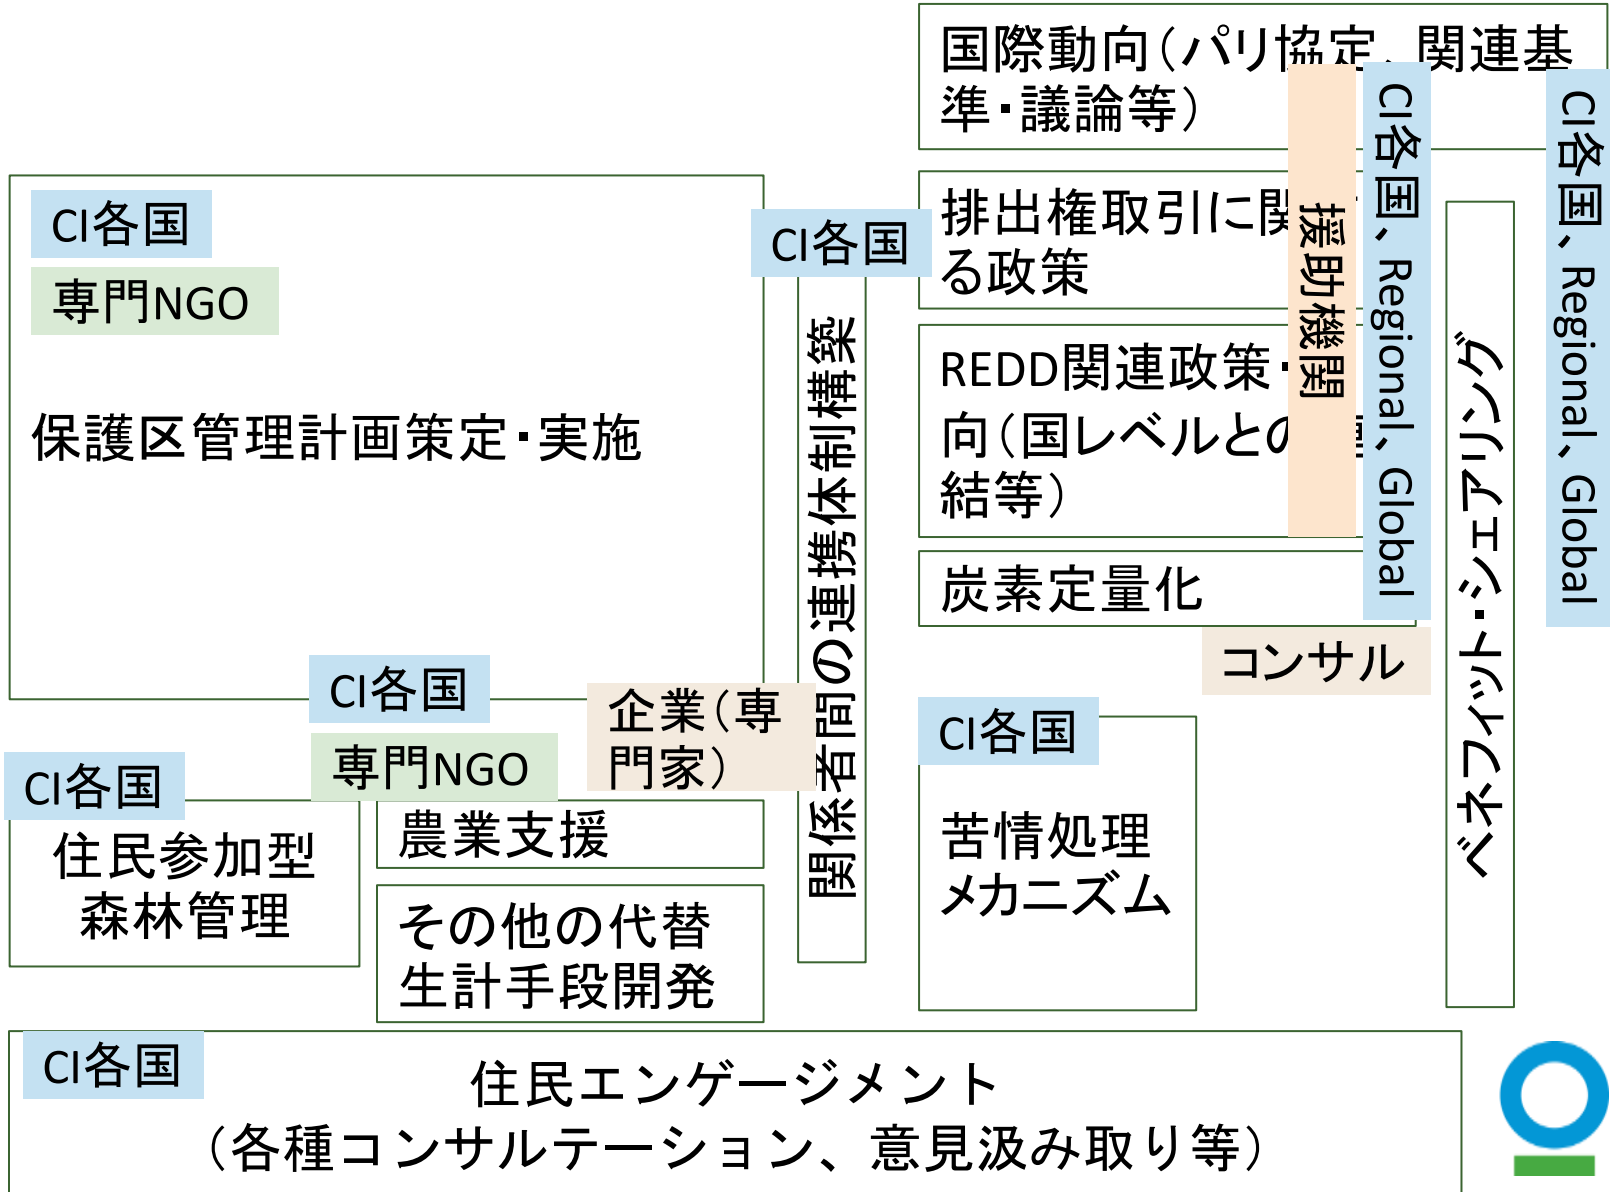 国際動向（パリ協定、関連基
準・議論等）
CI各国、Regional、Global
CI各国、Regional、Global
援助機関
排出権取引に関
る政策
REDD関連政策・
向（国レベルとの
結等）
炭素定量化
コンサル
ベネフィット・シェアリング
CI各国
専門NGO
保護区管理計画策定・実施
CI各国
関係者間の連携体制構築
CI各国
専門NGO
企業（専
門家）
CI各国
住民参加型
森林管理
農業支援
その他の代替
生計手段開発
CI各国
苦情処理
メカニズム
CI各国
住民エンゲージメント
（各種コンサルテーション、意見汲み取り等）